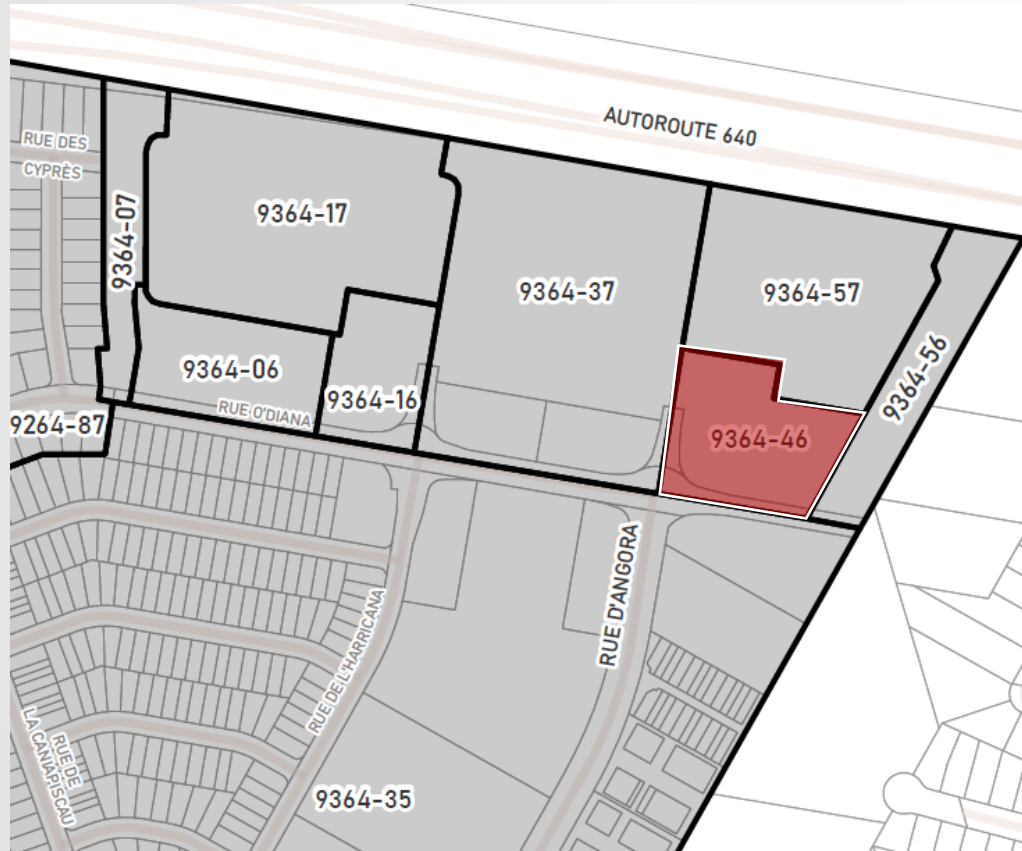 AUTOROUTE 640
RUE DES
CYPRÈS
9364-07
9364-17
9364-37
9364-57
9364-56
9364-06
9364-16
RUE O'DIANA
9264-87
9364-46
RUE D'ANGORA
RUE DE L'HARRICANA
RUE DE
LA CANIAPISCAU
9364-35